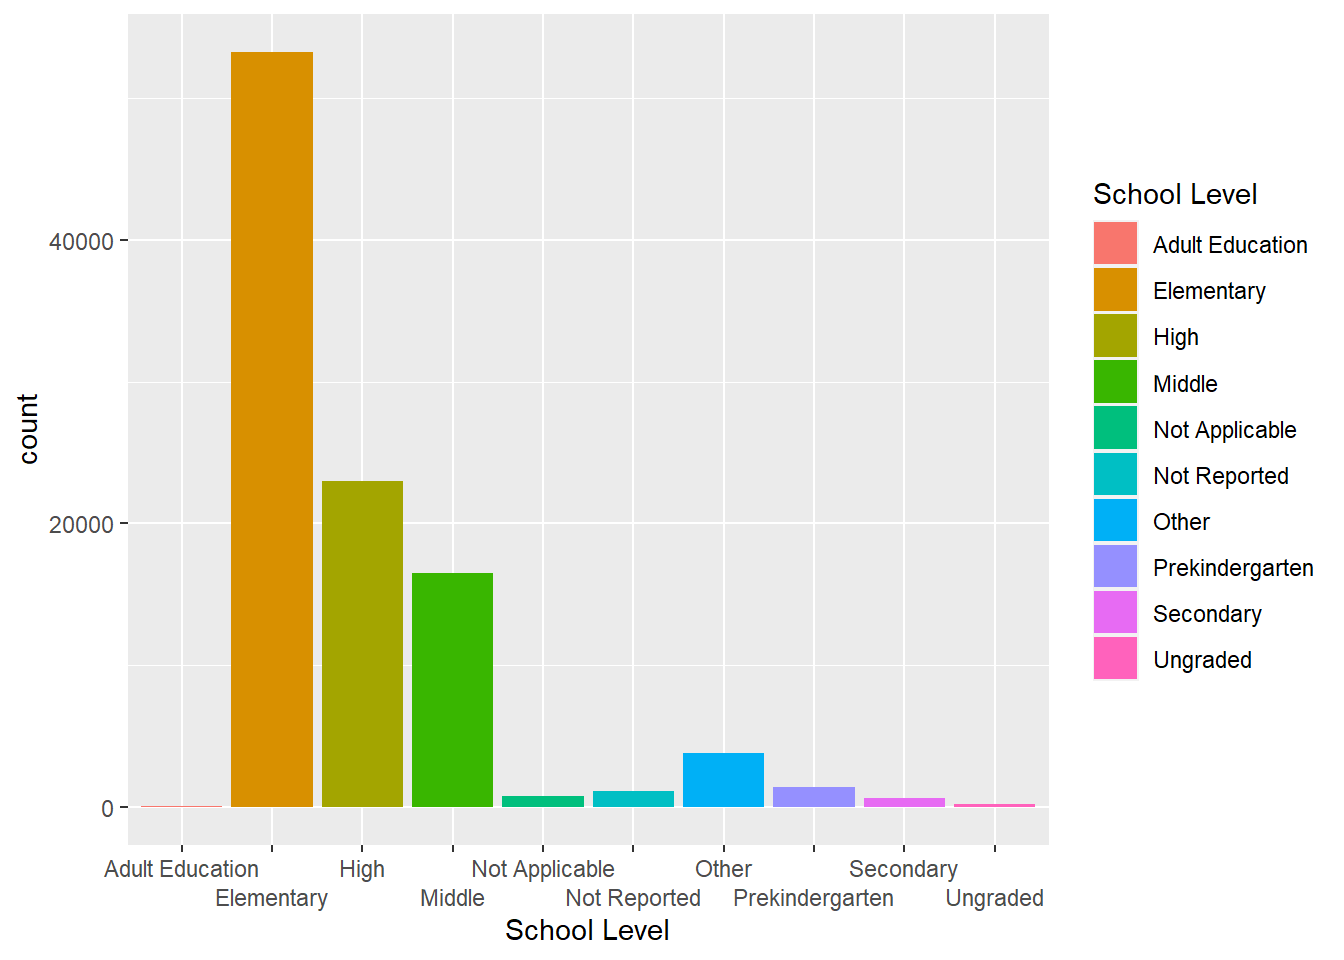 count
40000
20000
0
Adult Education
High
Not Applicable
Other
Secondary
Elementary
Middle
Not Reported
Prekindergarten
Ungraded
School Level
School Level
Adult Education
Elementary
High
Middle
Not Applicable
Not Reported
Other
Prekindergarten
Secondary
Ungraded